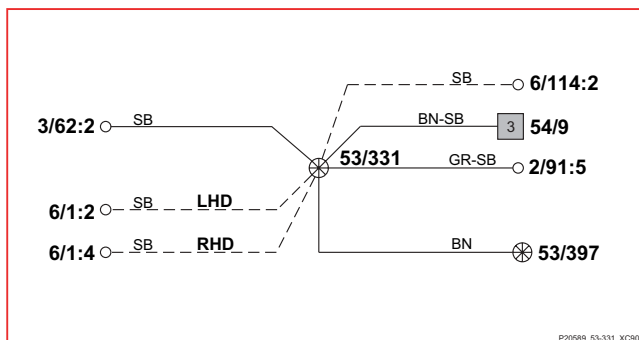 SB 6/114:2
3/62:2 SB
BN-SB 3 54/9
53/331
GR-SB 2/91:5
6/1:2 SB LHD
6/1:4 SB RHD
BN 53/397
P20589_53-331_XC90